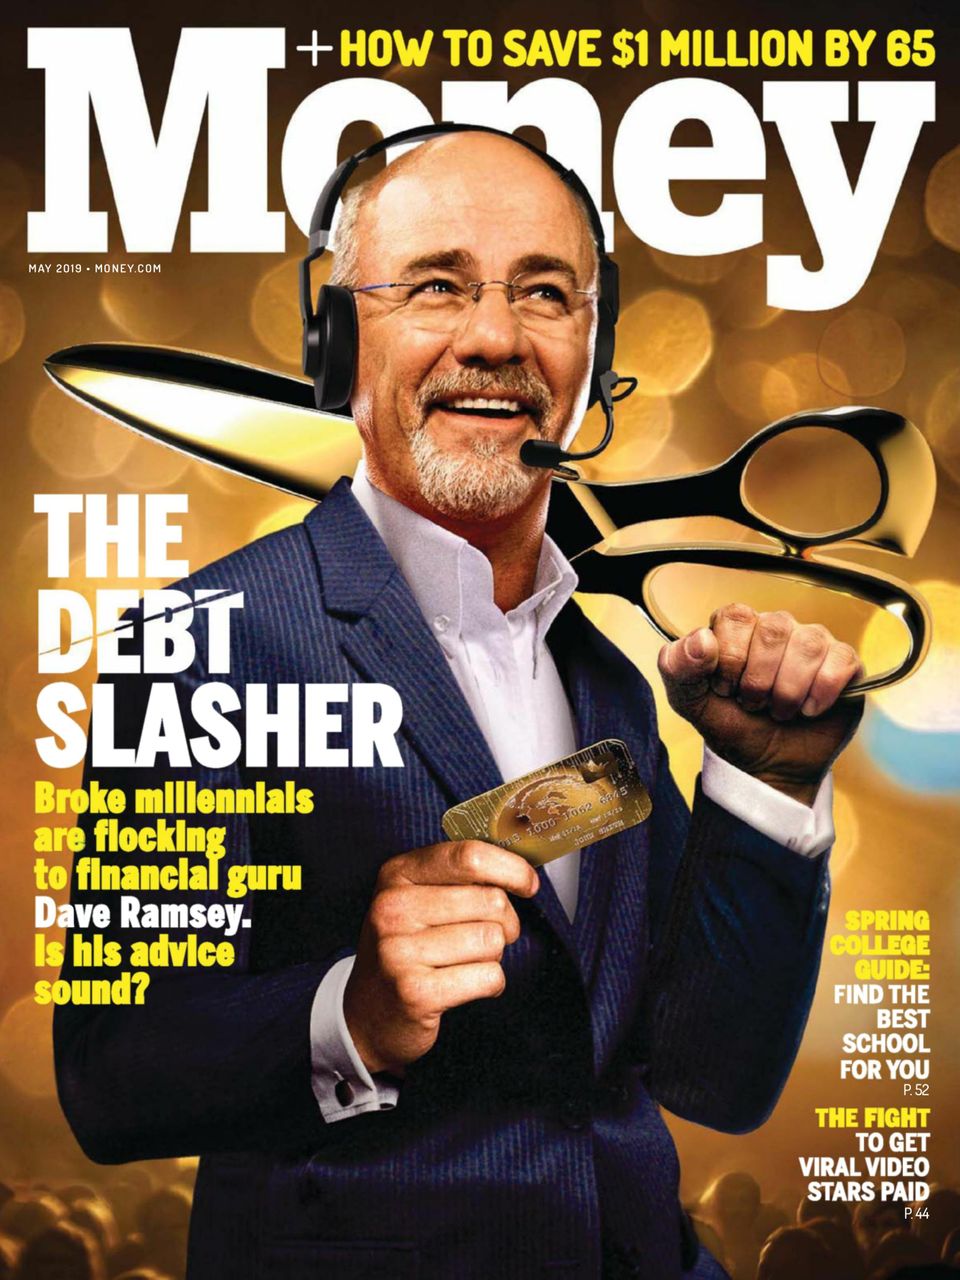 +HOW TO SAVE $1 MILLION BY 65
Money
MAY 2019 • MONEY.COM
THE
DEBT
SLASHER
Broke millennials
are flocking
to financial guru
Dave Ramsey.
Is his advice
sound?
SPRING
COLLEGE
GUIDE:
FIND THE
BEST
SCHOOL
FOR YOU
P. 52
THE FIGHT
TO GET
VIRAL VIDEO
STARS PAID
P. 44